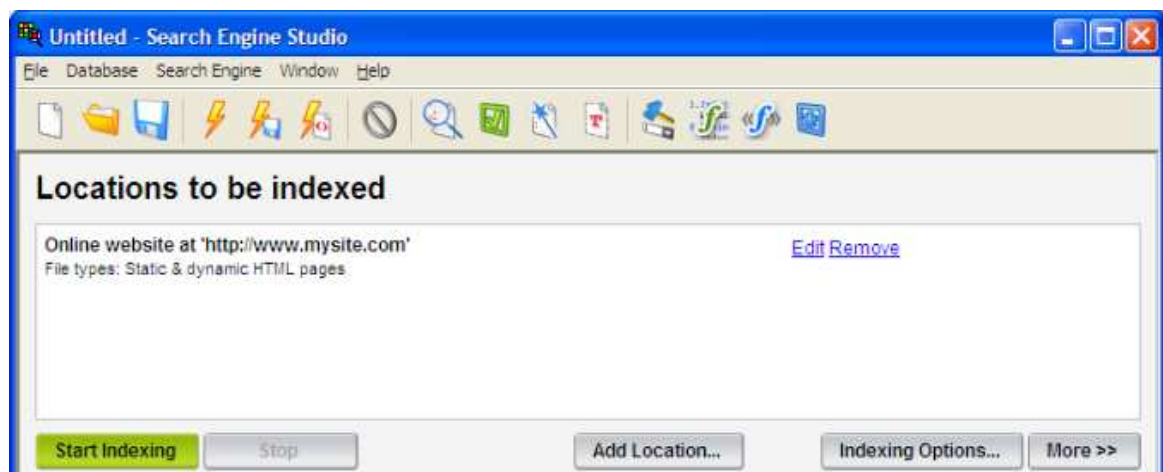 Untitled - Search Engine Studio
File Database Search Engine Window Help
Locations to be indexed
Online website at 'http://www.mysite.com' Edit Remove
File types: Static & dynamic HTML pages
Start Indexing Stop Add Location... Indexing Options... More >>